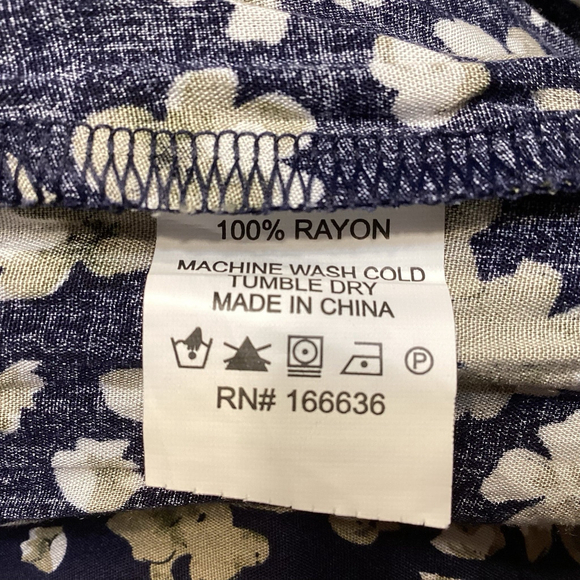 100% RAYON
MACHINE WASH COLD
TUMBLE DRY
MADE IN CHINA
P
RN# 166636